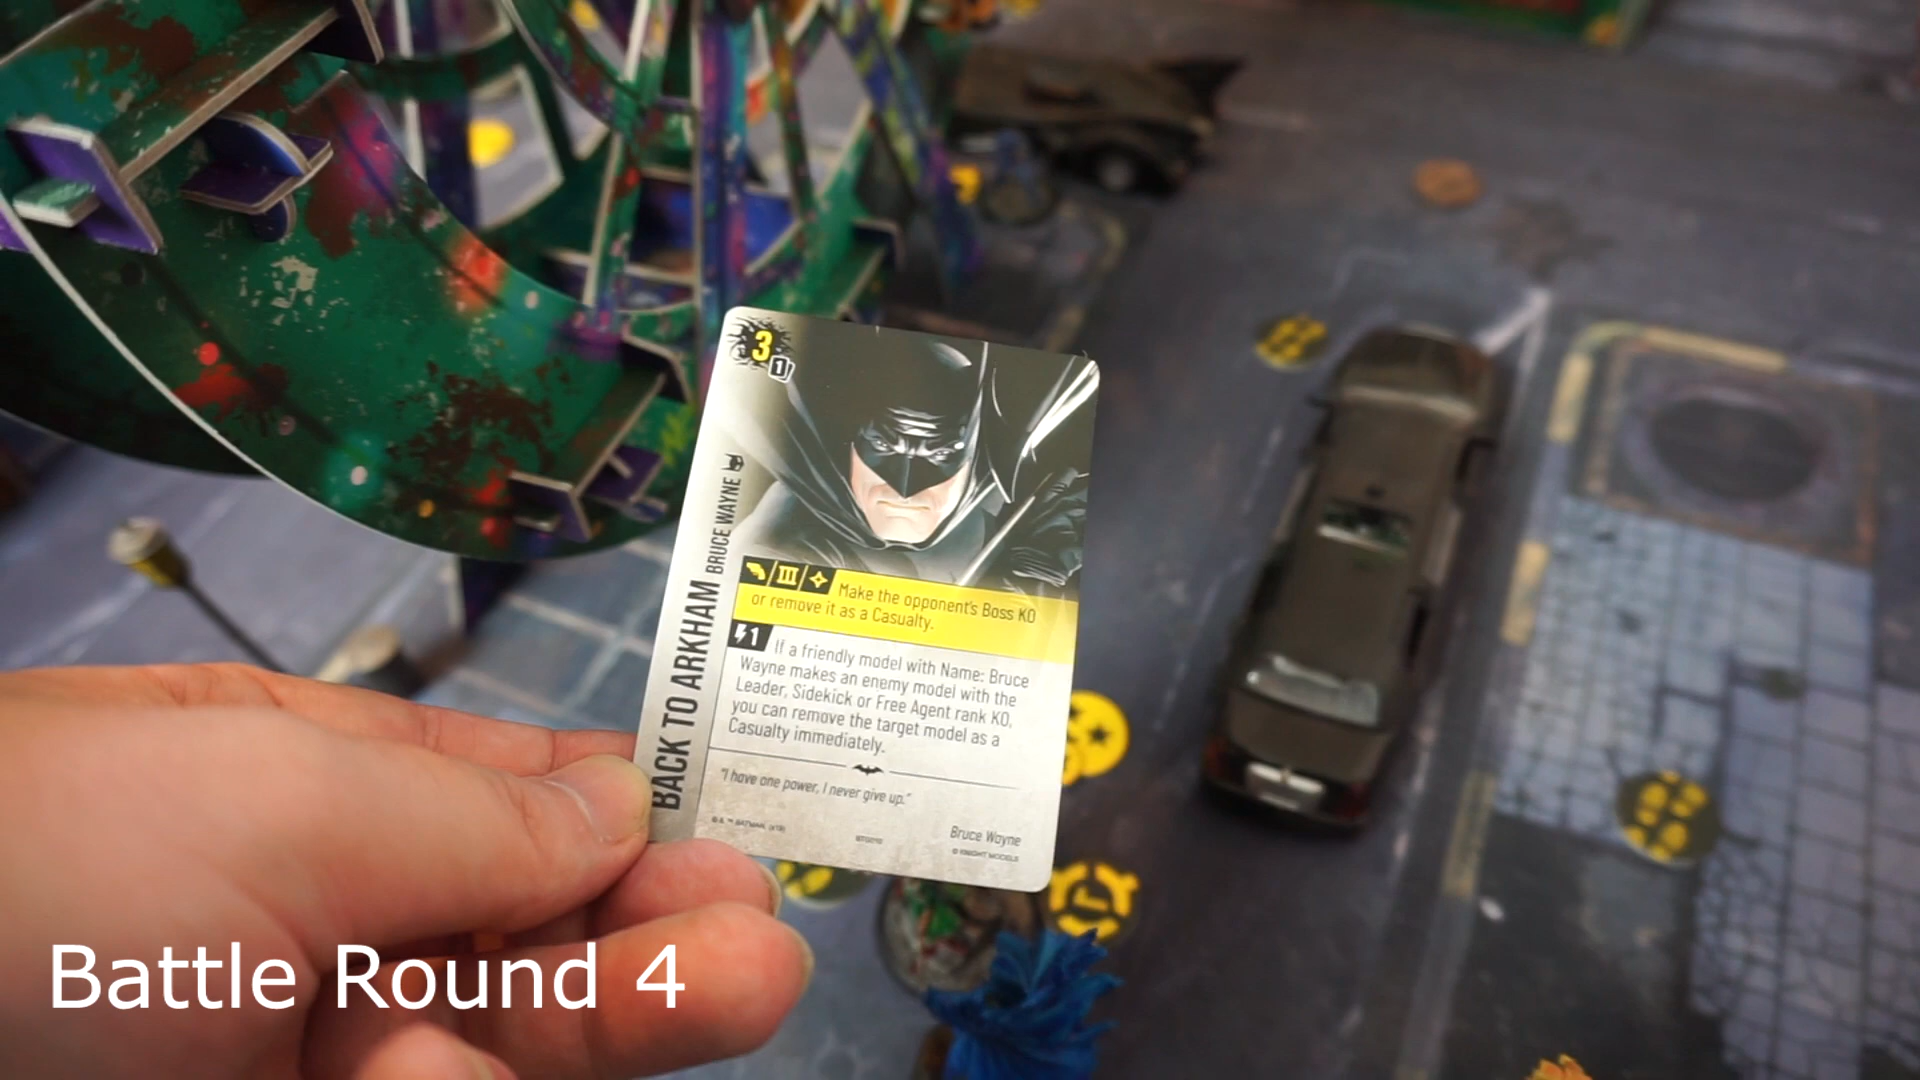 3
1
BACK TO ARKHAM BRUCE WAYNE
III Make the opponent's Boss KO
or remove it as a Casualty.
1 If a friendly model with Name: Bruce
Wayne makes an enemy model with the
Leader, Sidekick or Free Agent rank KO,
you can remove the target model as a
Casualty immediately.
"I have one power, I never give up."
Bruce Wayne
© KNIGHT MODELS
Battle Round 4